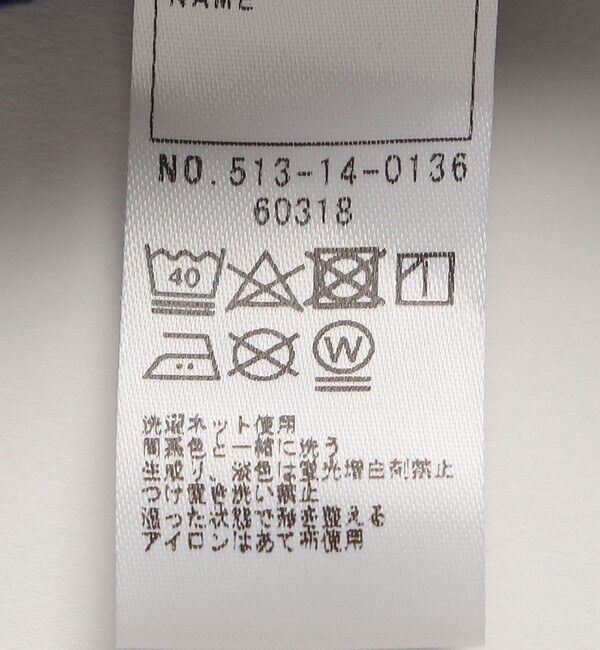 NAME
NO.513-14-0136
60318
40
W
洗濯ネット使用
同系色と一緒に洗う
生成り、淡色は蛍光増白剤禁止
つけ置き洗い禁止
湿った状態で形を整える
アイロンはあて布使用